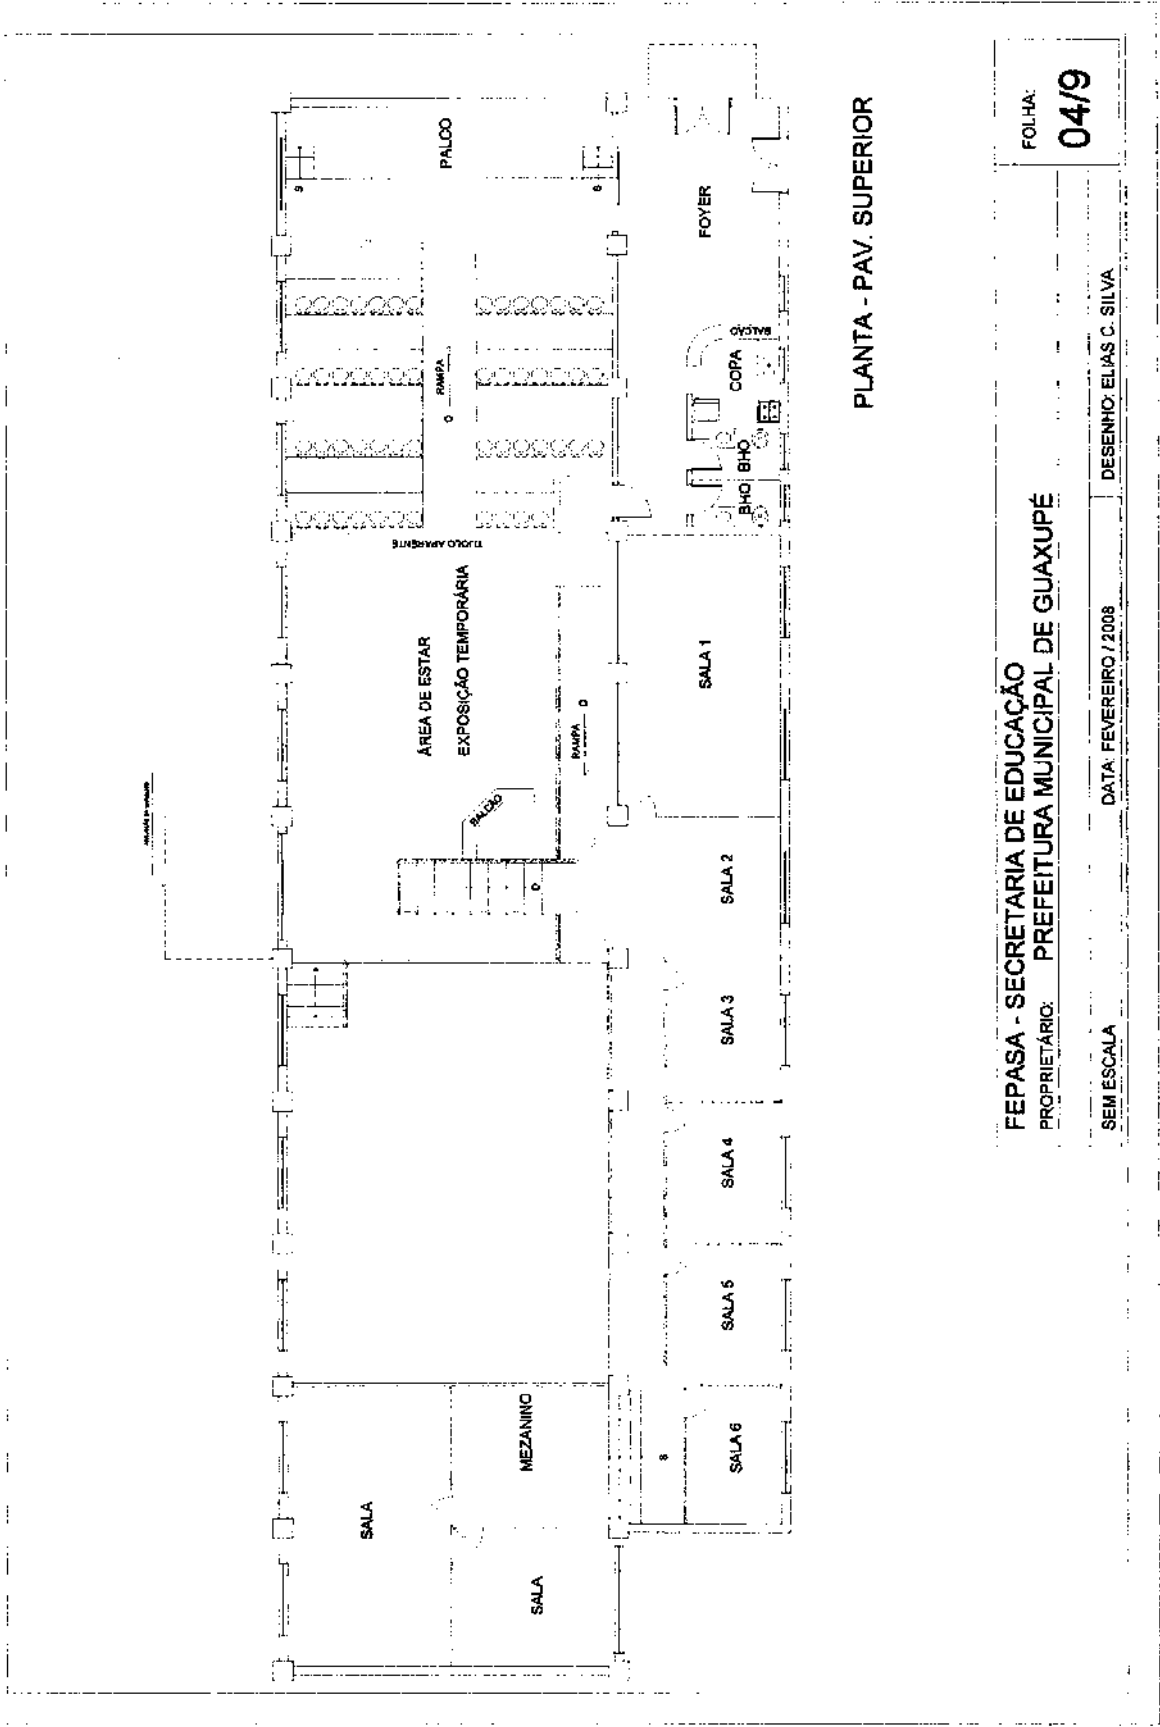 PALCO
S
S
FOYER
RAMPA
D
BALCÃO
COPA
BHO
BHO
TIJOLO APARENTE
ÁREA DE ESTAR
EXPOSIÇÃO TEMPORÁRIA
RAMPA
D
BALCÃO
D
SALA 1
SALA 2
SALA 3
SALA 4
SALA 5
SALA 6
S
MEZANINO
SALA
SALA
PLANTA - PAV. SUPERIOR
FEPASA - SECRETARIA DE EDUCAÇÃO
PROPRIETÁRIO: PREFEITURA MUNICIPAL DE GUAXUPÉ
SEM ESCALA
DATA: FEVEREIRO / 2008
DESENHO: ELIAS C. SILVA
FOLHA:
04/9